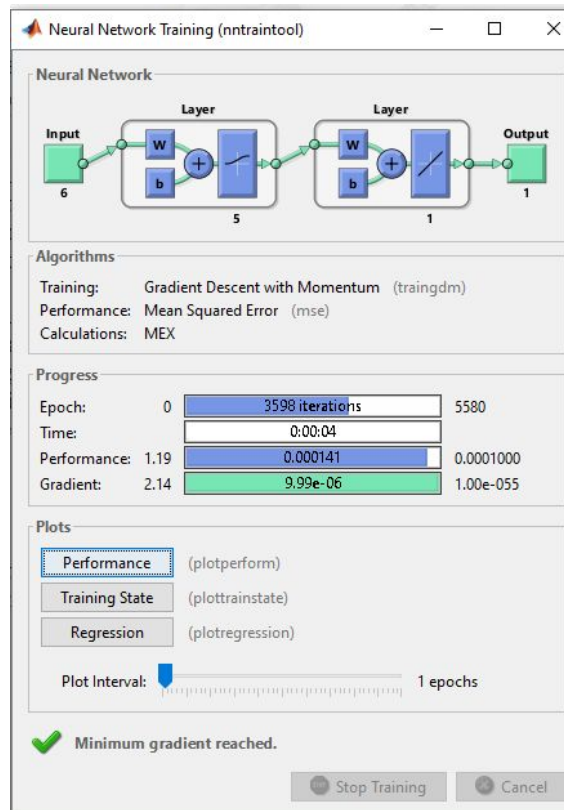 Neural Network Training (nntraintool)
Neural Network
Layer Layer
Input Output
W W
b b
6 1
5 1
Algorithms
Training: Gradient Descent with Momentum (traingdm)
Performance: Mean Squared Error (mse)
Calculations: MEX
Progress
Epoch: 0 3598 iterations 5580
Time: 0:00:04
Performance: 1.19 0.000141 0.0001000
Gradient: 2.14 9.99e-06 1.00e-055
Plots
Performance (plotperform)
Training State (plottrainstate)
Regression (plotregression)
Plot Interval: 1 epochs
Minimum gradient reached.
Stop Training Cancel